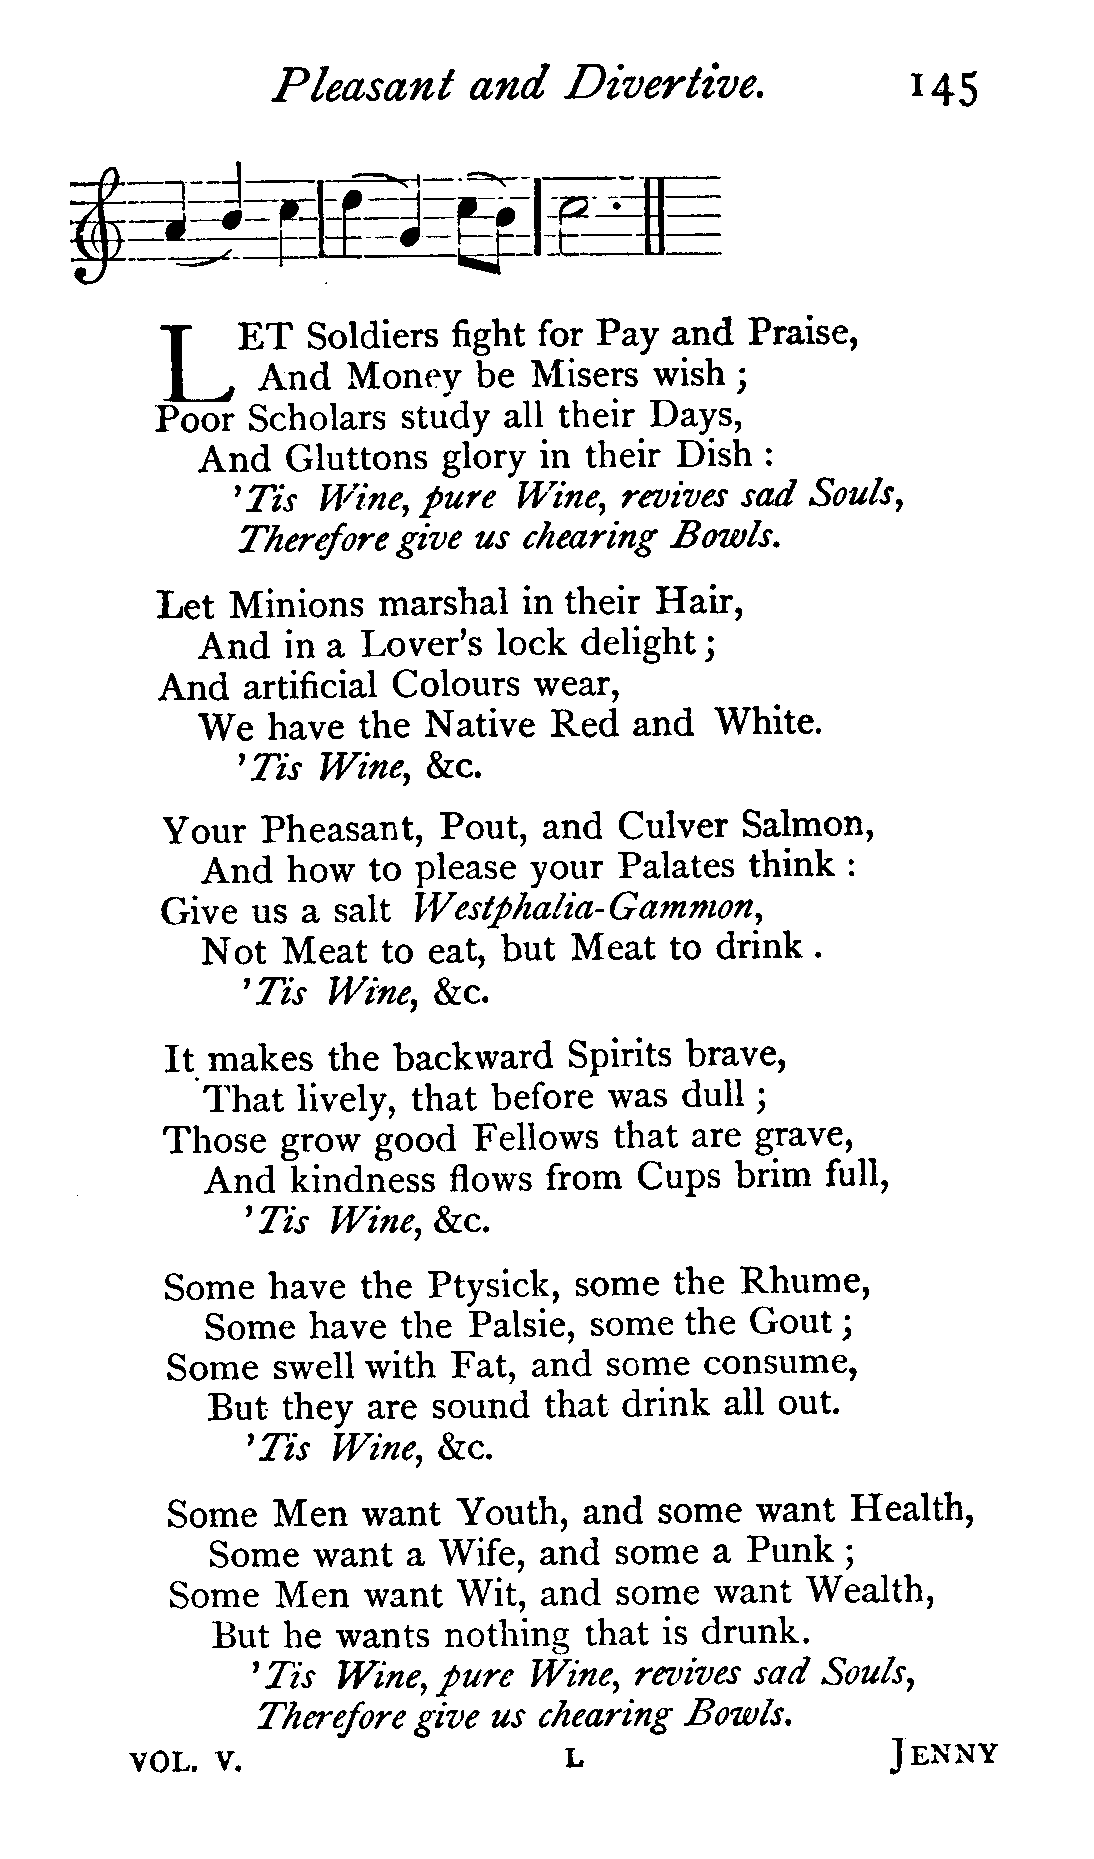 Pleasant and Divertive. 145
LET Soldiers fight for Pay and Praise,
And Money be Misers wish ;
Poor Scholars study all their Days,
And Gluttons glory in their Dish :
'Tis Wine, pure Wine, revives sad Souls,
Therefore give us chearing Bowls.
Let Minions marshal in their Hair,
And in a Lover's lock delight ;
And artificial Colours wear,
We have the Native Red and White.
'Tis Wine, &c.
Your Pheasant, Pout, and Culver Salmon,
And how to please your Palates think :
Give us a salt Westphalia-Gammon,
Not Meat to eat, but Meat to drink .
'Tis Wine, &c.
It makes the backward Spirits brave,
That lively, that before was dull ;
Those grow good Fellows that are grave,
And kindness flows from Cups brim full,
'Tis Wine, &c.
Some have the Ptysick, some the Rhume,
Some have the Palsie, some the Gout ;
Some swell with Fat, and some consume,
But they are sound that drink all out.
'Tis Wine, &c.
Some Men want Youth, and some want Health,
Some want a Wife, and some a Punk ;
Some Men want Wit, and some want Wealth,
But he wants nothing that is drunk.
'Tis Wine, pure Wine, revives sad Souls,
Therefore give us chearing Bowls.
VOL. V. L JENNY